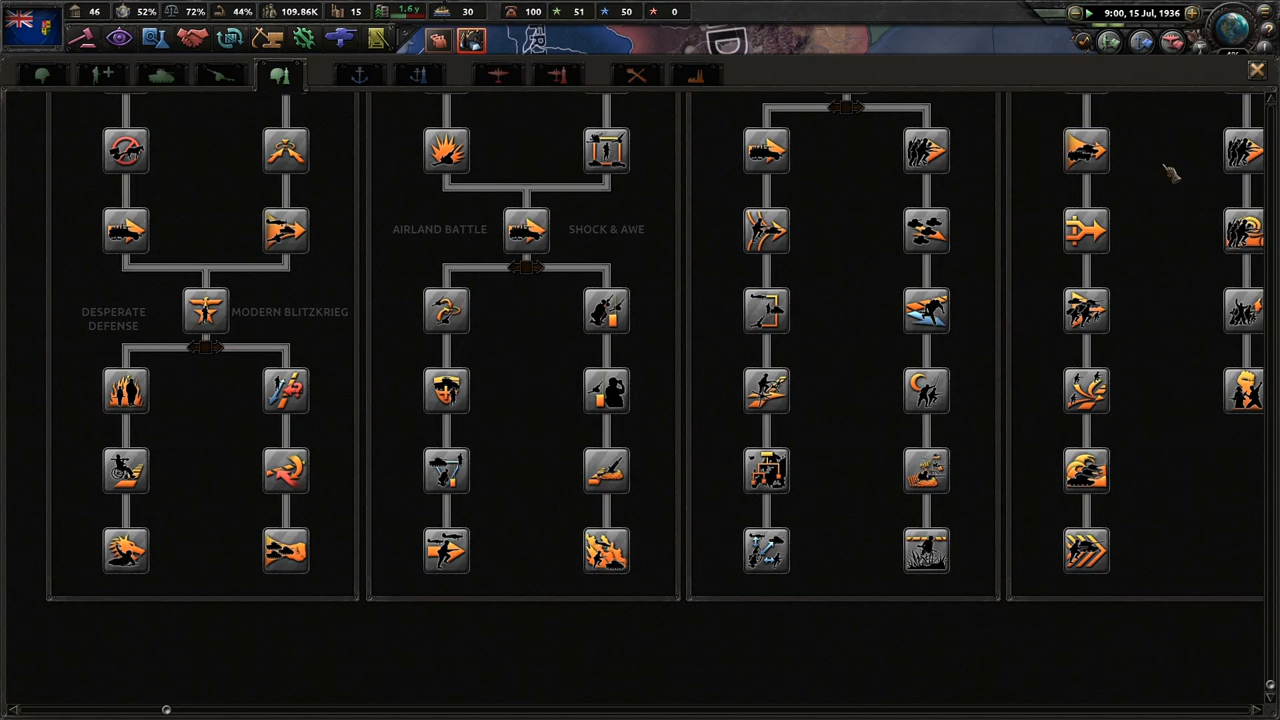 46 52% 72% 44% 109.86K 15 1.6 y 30 100 51 50 0 9:00, 15 Jul, 1936
AIRLAND BATTLE SHOCK & AWE
DESPERATE
DEFENSE
MODERN BLITZKRIEG